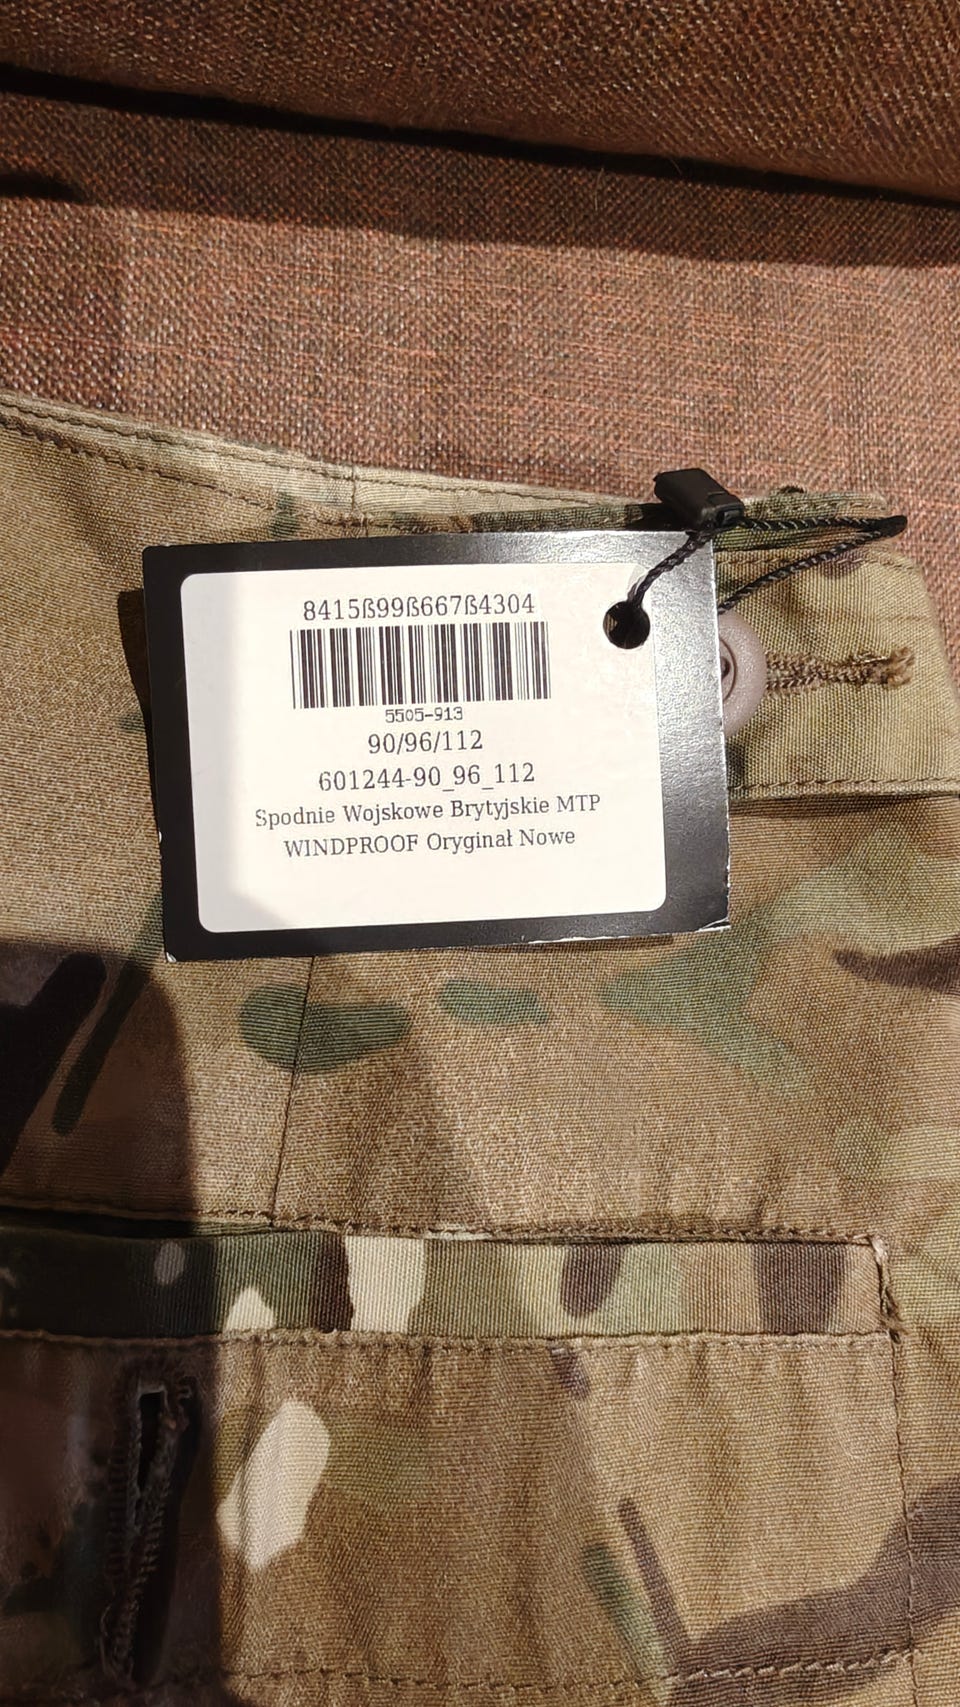 8415ß99ß667ß4304
5505-913
90/96/112
601244-90_96_112
Spodnie Wojskowe Brytyjskie MTP
WINDPROOF Oryginał Nowe